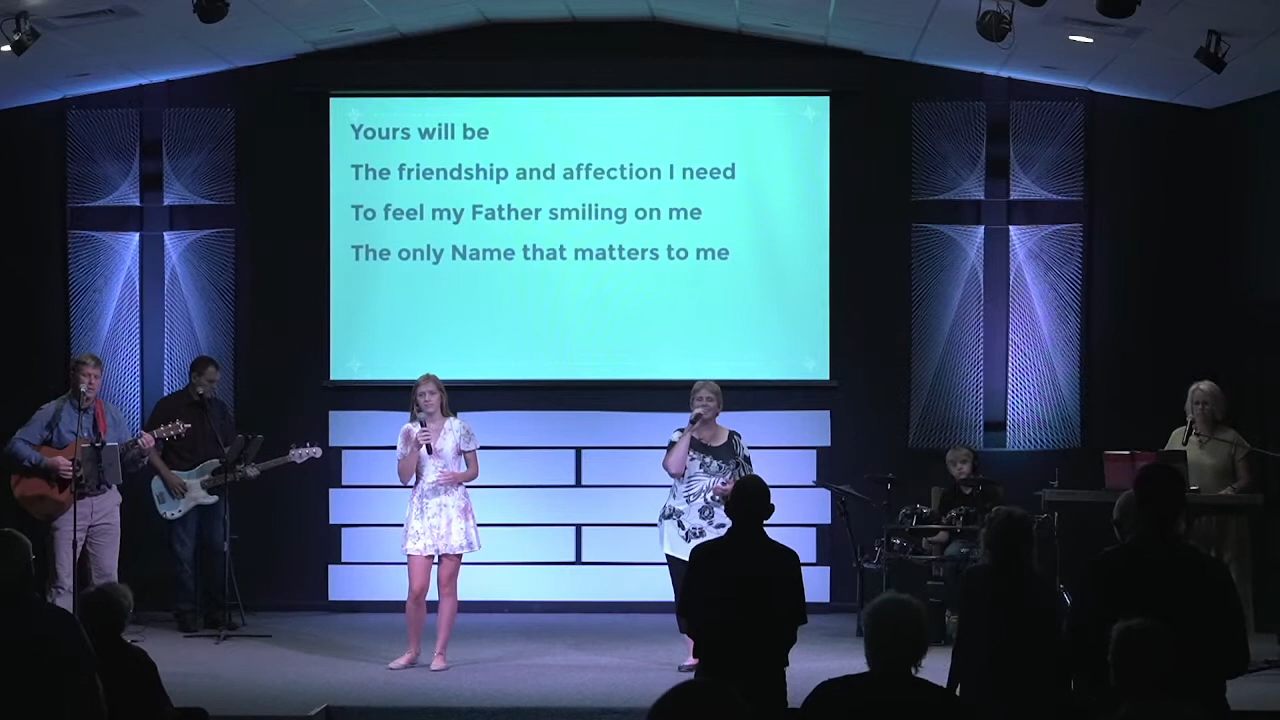 Yours will be
The friendship and affection I need
To feel my Father smiling on me
The only Name that matters to me